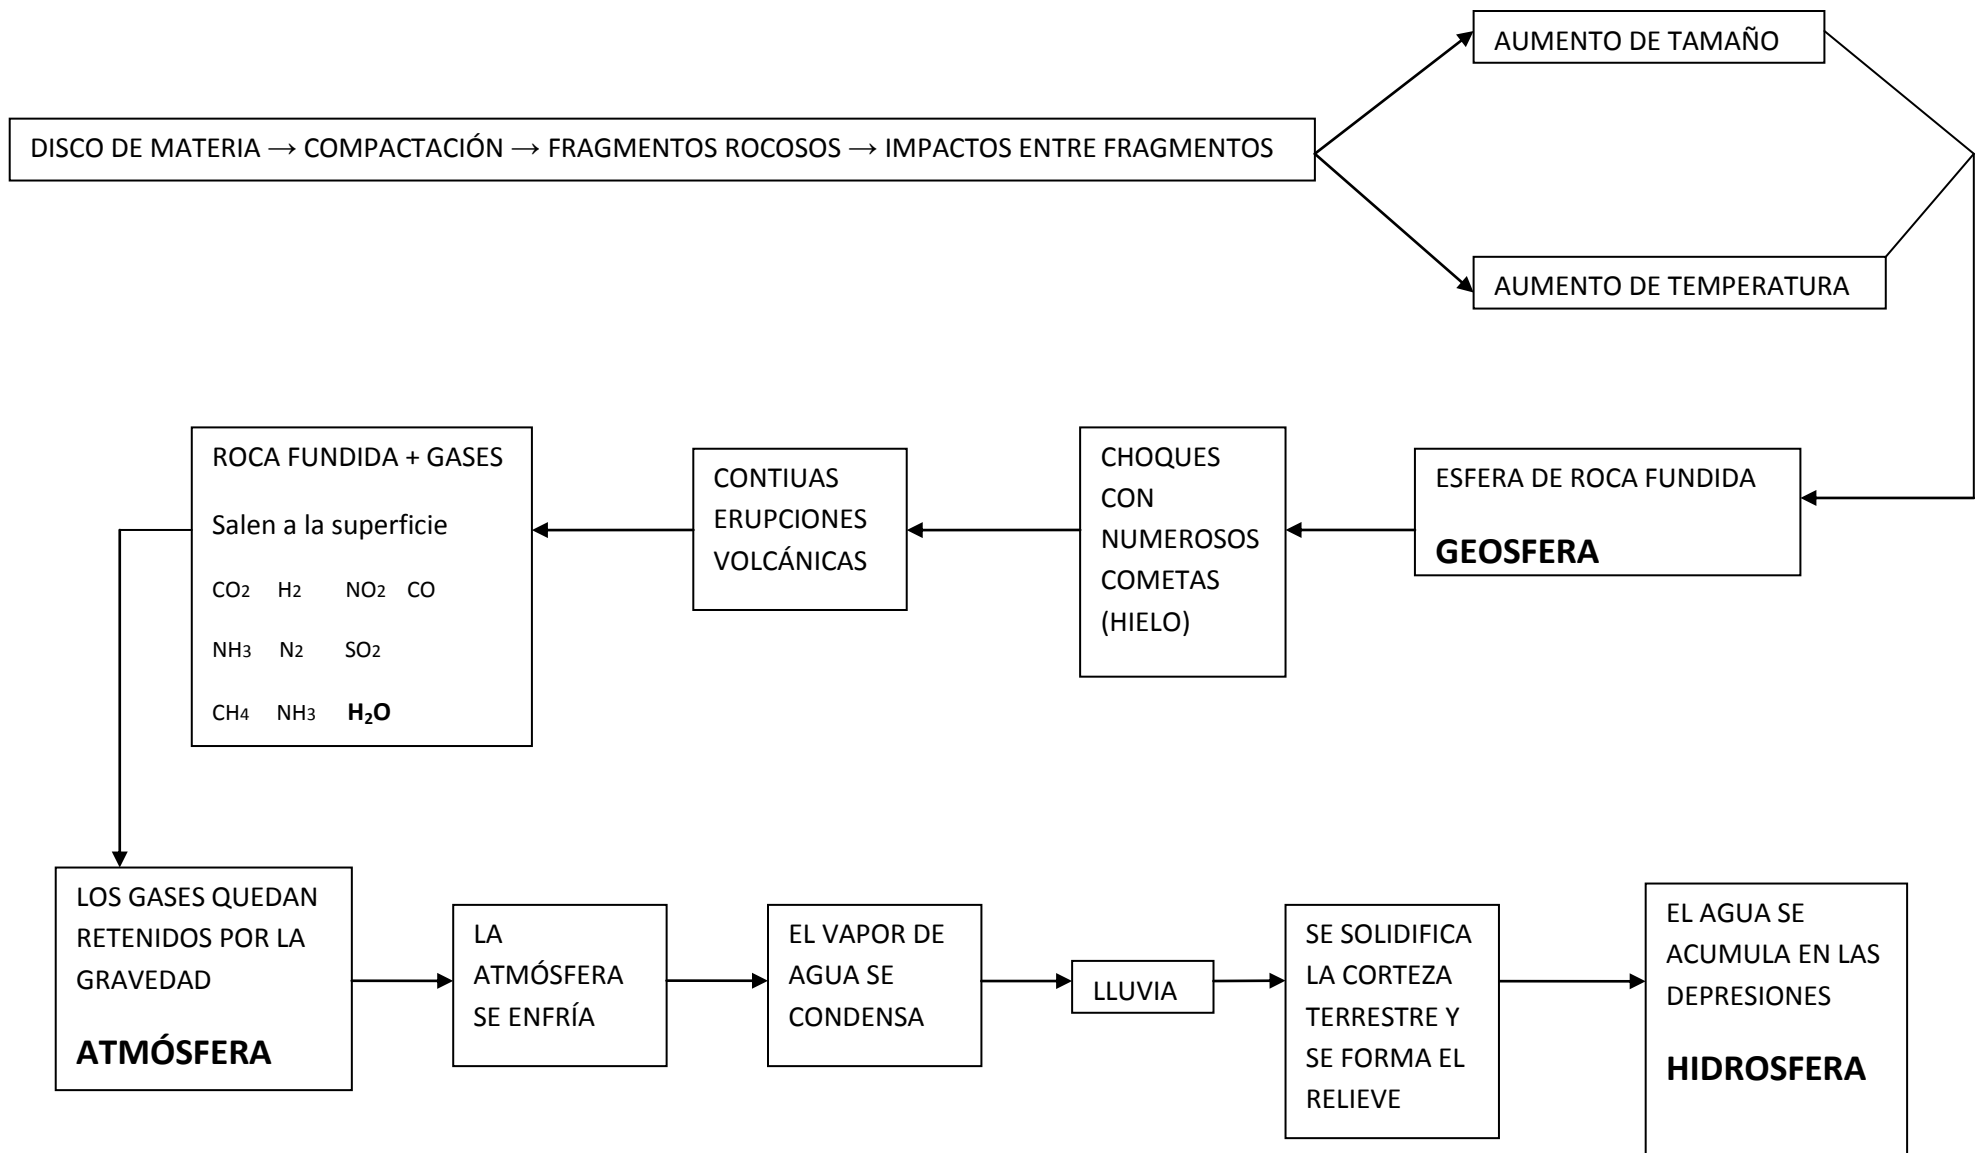 AUMENTO DE TAMAÑO
DISCO DE MATERIA → COMPACTACIÓN → FRAGMENTOS ROCOSOS → IMPACTOS ENTRE FRAGMENTOS
AUMENTO DE TEMPERATURA
ESFERA DE ROCA FUNDIDA
GEOSFERA
CHOQUES
CON
NUMEROSOS
COMETAS
(HIELO)
CONTIUAS
ERUPCIONES
VOLCÁNICAS
ROCA FUNDIDA + GASES
Salen a la superficie
CO2 H2 NO2 CO
NH3 N2 SO2
CH4 NH3 H₂O
LOS GASES QUEDAN
RETENIDOS POR LA
GRAVEDAD
ATMÓSFERA
LA
ATMÓSFERA
SE ENFRÍA
EL VAPOR DE
AGUA SE
CONDENSA
LLUVIA
SE SOLIDIFICA
LA CORTEZA
TERRESTRE Y
SE FORMA EL
RELIEVE
EL AGUA SE
ACUMULA EN LAS
DEPRESIONES
HIDROSFERA